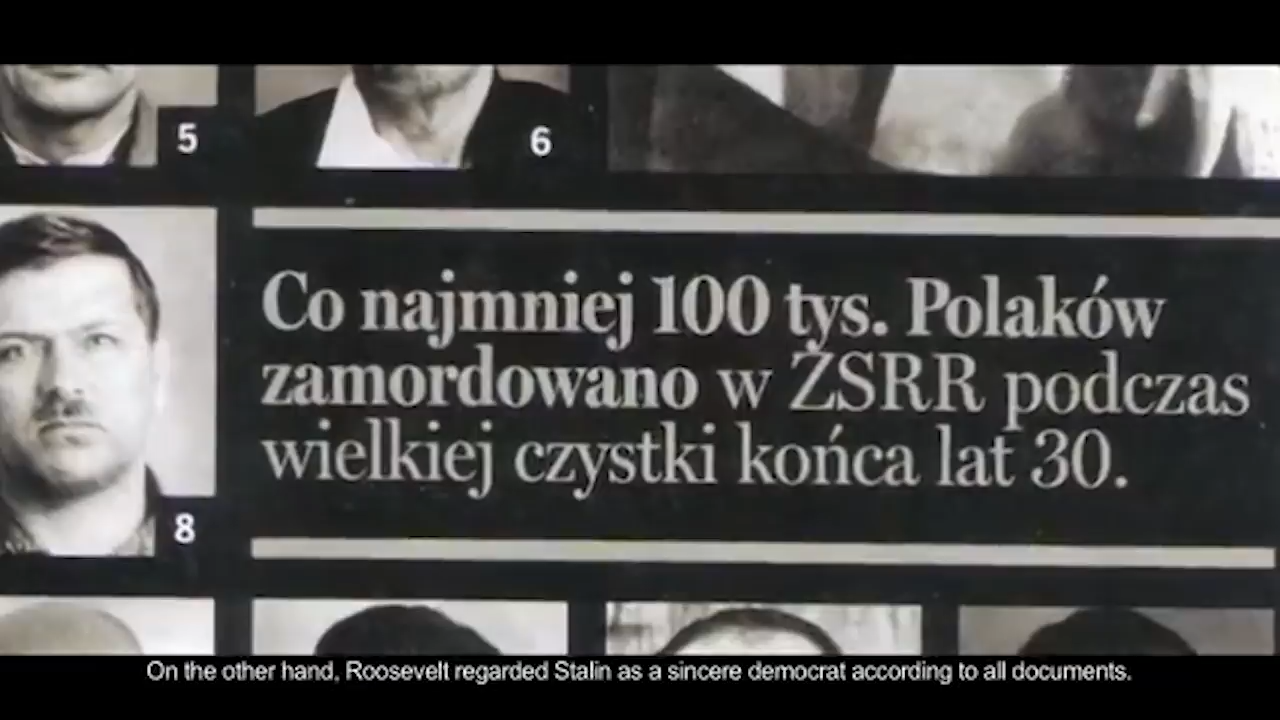 5
6
Co najmniej 100 tys. Polaków
zamordowano w ZSRR podczas
wielkiej czystki końca lat 30.
8
On the other hand, Roosevelt regarded Stalin as a sincere democrat according to all documents.